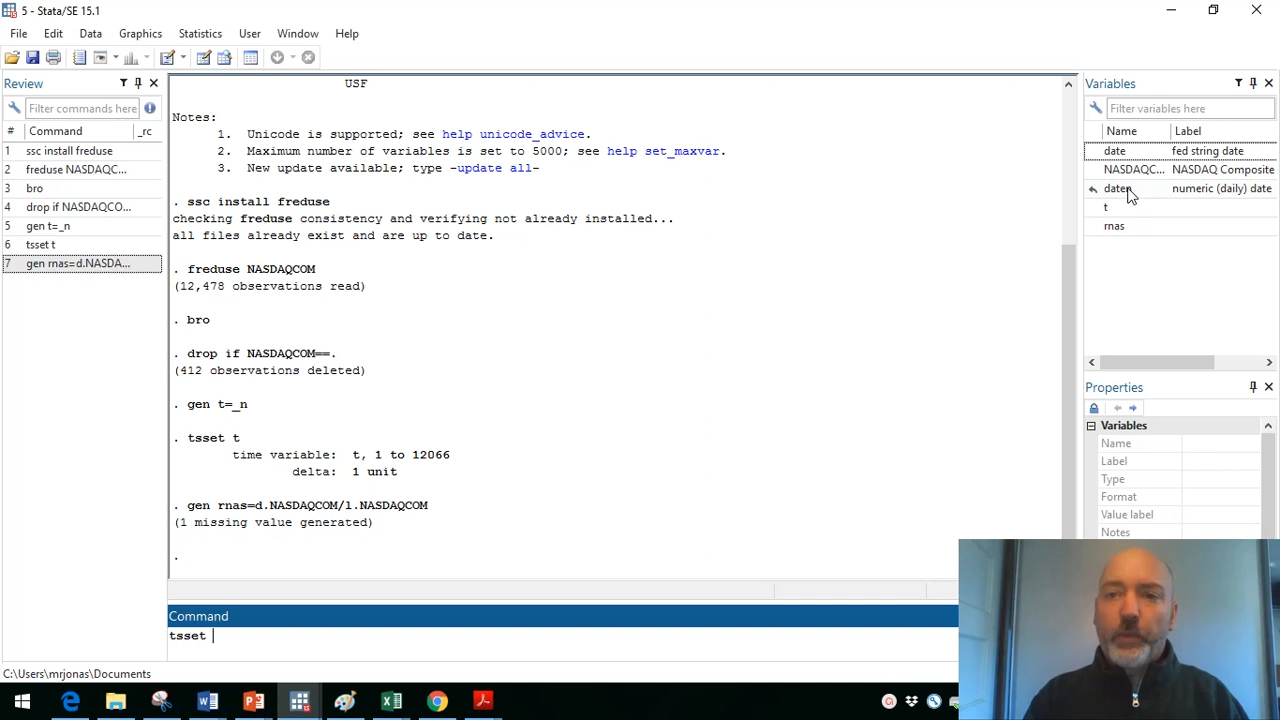 5 - Stata/SE 15.1
File Edit Data Graphics Statistics User Window Help
Review
Filter commands here
# Command _rc
1 ssc install freduse
2 freduse NASDAQC...
3 bro
4 drop if NASDAQCO...
5 gen t=_n
6 tsset t
7 gen rnas=d.NASDA...
USF
Notes:
1. Unicode is supported; see help unicode_advice.
2. Maximum number of variables is set to 5000; see help set_maxvar.
3. New update available; type -update all-
. ssc install freduse
checking freduse consistency and verifying not already installed...
all files already exist and are up to date.
. freduse NASDAQCOM
(12,478 observations read)
. bro
. drop if NASDAQCOM==.
(412 observations deleted)
. gen t=_n
. tsset t
time variable: t, 1 to 12066
delta: 1 unit
. gen rnas=d.NASDAQCOM/l.NASDAQCOM
(1 missing value generated)
.
Command
tsset
Variables
Filter variables here
Name Label
date fed string date
NASDAQC... NASDAQ Composite
daten numeric (daily) date
t
rnas
Properties
Variables
Name
Label
Type
Format
Value label
Notes
C:\Users\mrjonas\Documents